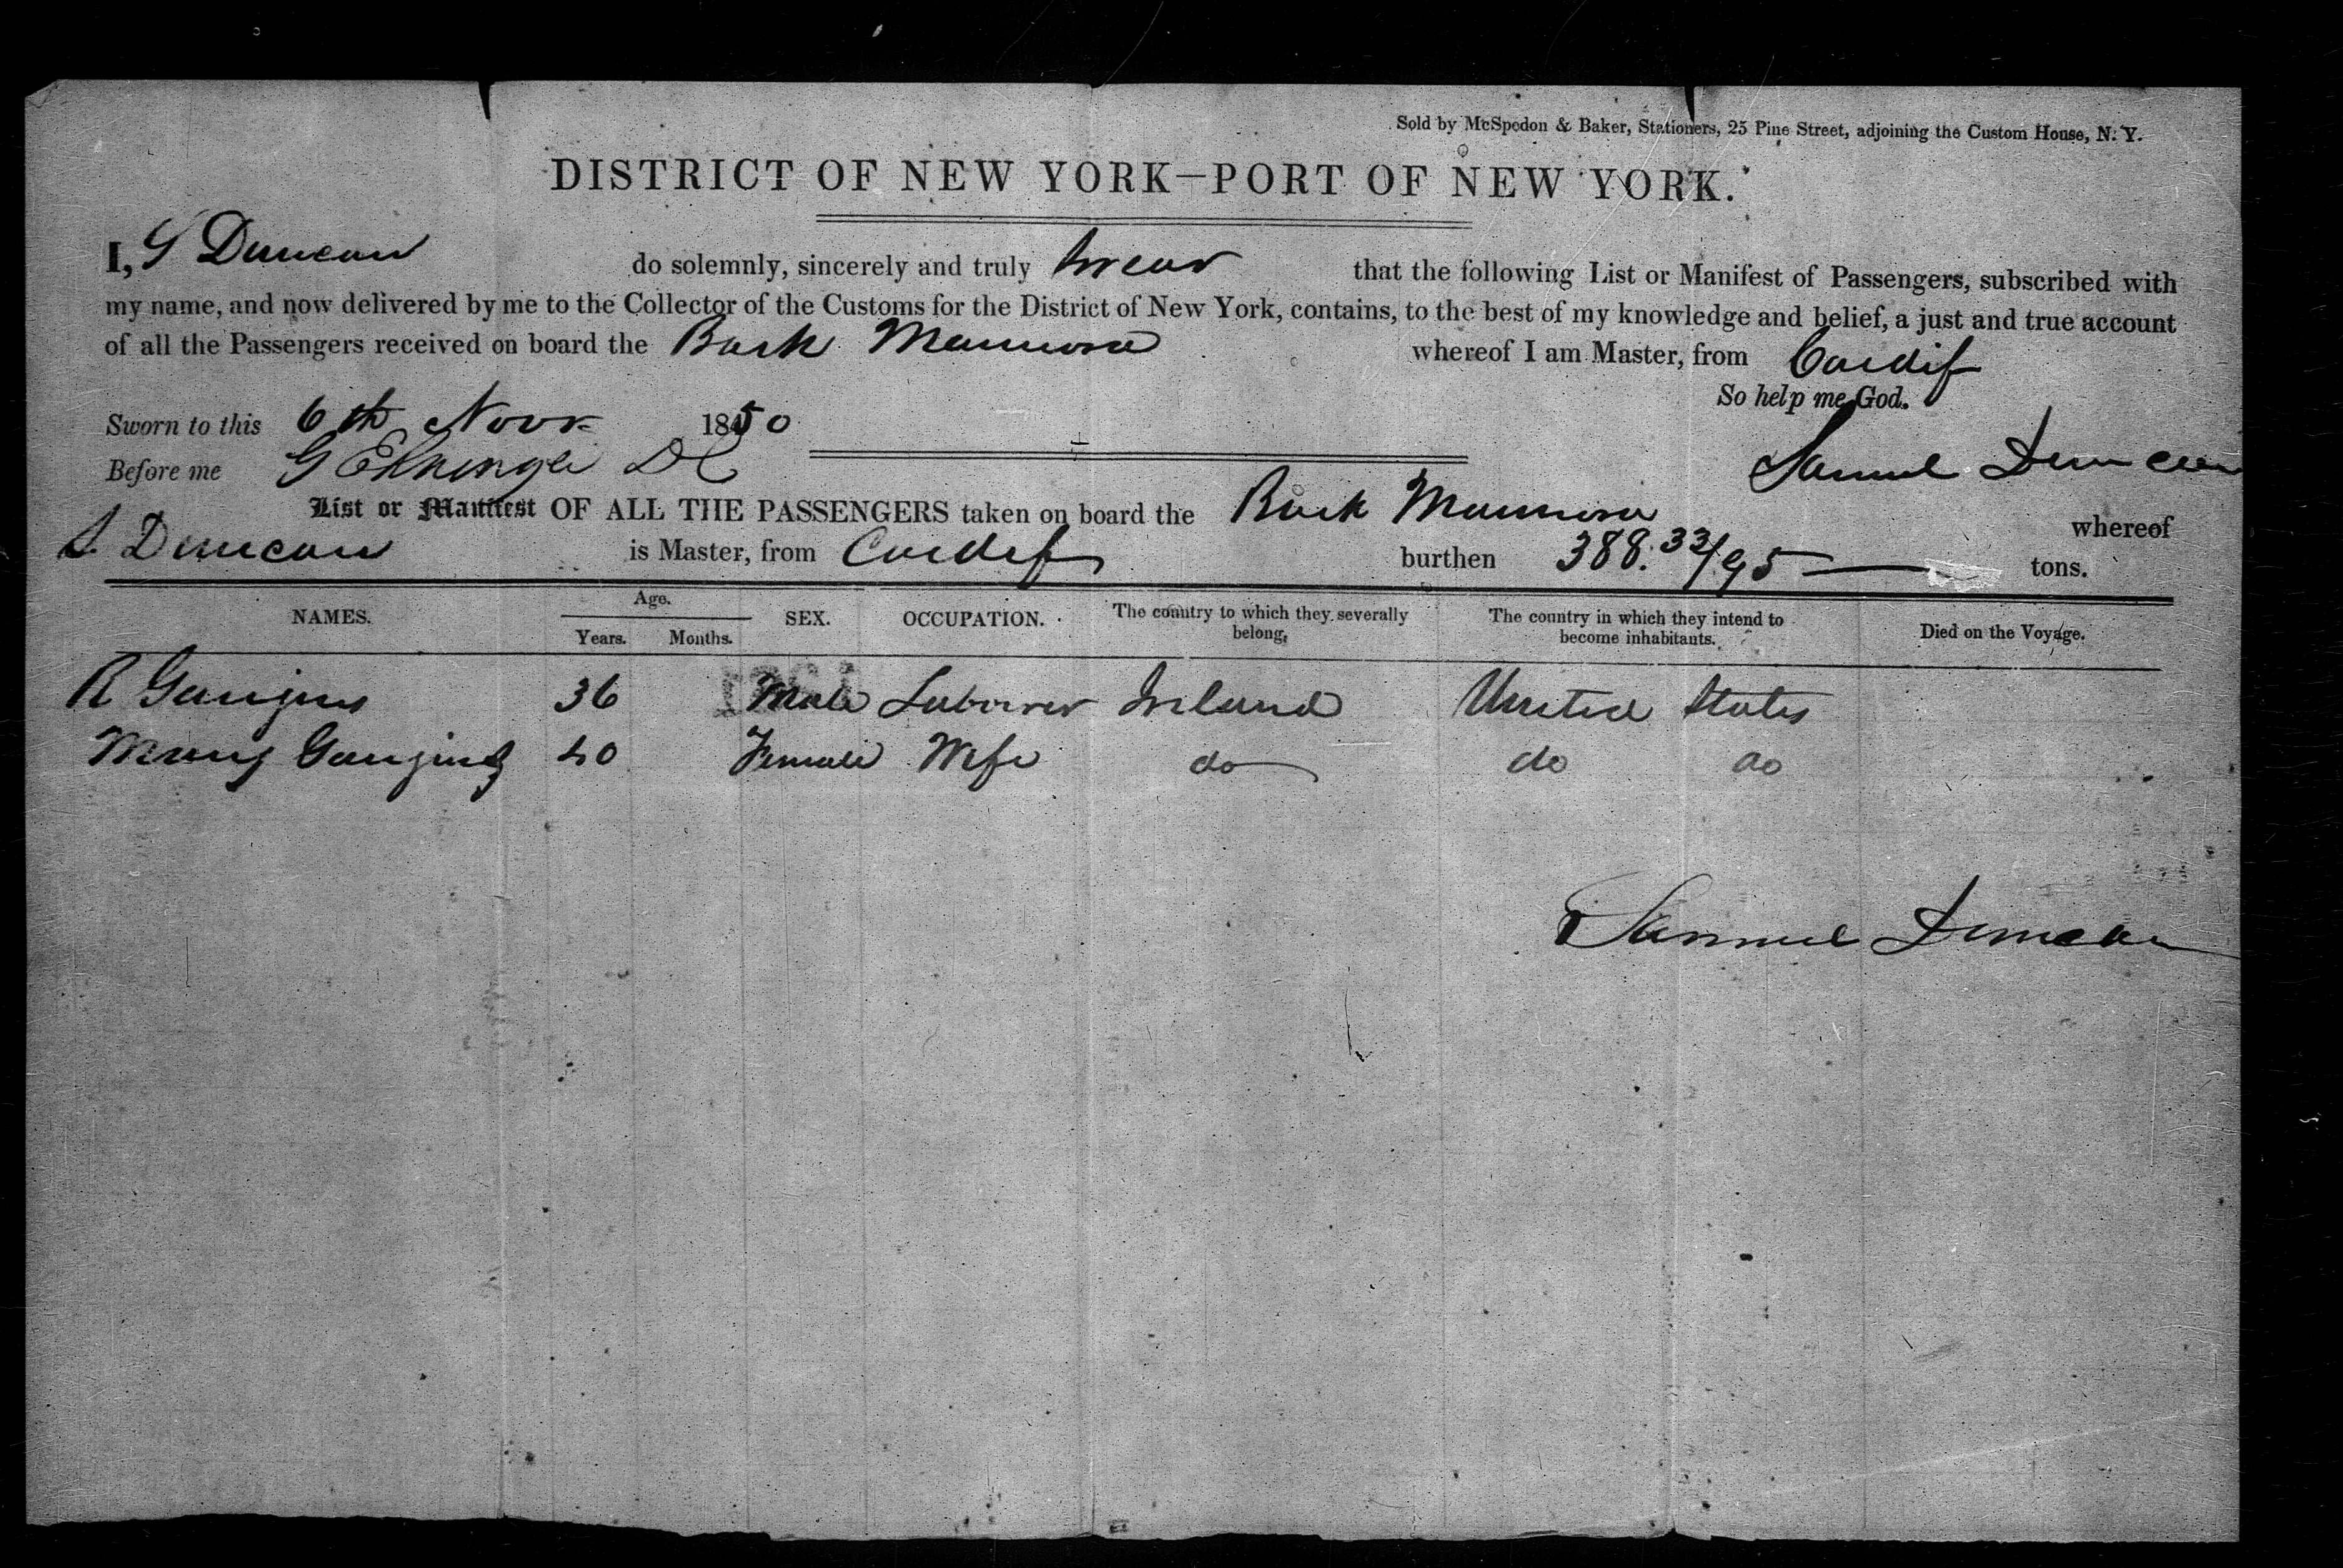 Sold by McSpedon & Baker, Stationers, 25 Pine Street, adjoining the Custom House, N. Y.
DISTRICT OF NEW YORK—PORT OF NEW YORK.
I, S Duncan do solemnly, sincerely and truly swear that the following List or Manifest of Passengers, subscribed with
my name, and now delivered by me to the Collector of the Customs for the District of New York, contains, to the best of my knowledge and belief, a just and true account
of all the Passengers received on board the Bark whereof I am Master, from Cardif
So help me God.
Sworn to this 6th Novr 1850
Samuel Duncan
Before me G
List or Manifest OF ALL THE PASSENGERS taken on board the Bark whereof
S. Duncan is Master, from Cardif burthen 388. 33/95 tons.
NAMES. Age. Years. Months. SEX. OCCUPATION. The country to which they severally belong. The country in which they intend to become inhabitants. Died on the Voyage.
R 36 Male Laborer Ireland United States
Mary 40 Female Wife do do do
Samuel Duncan